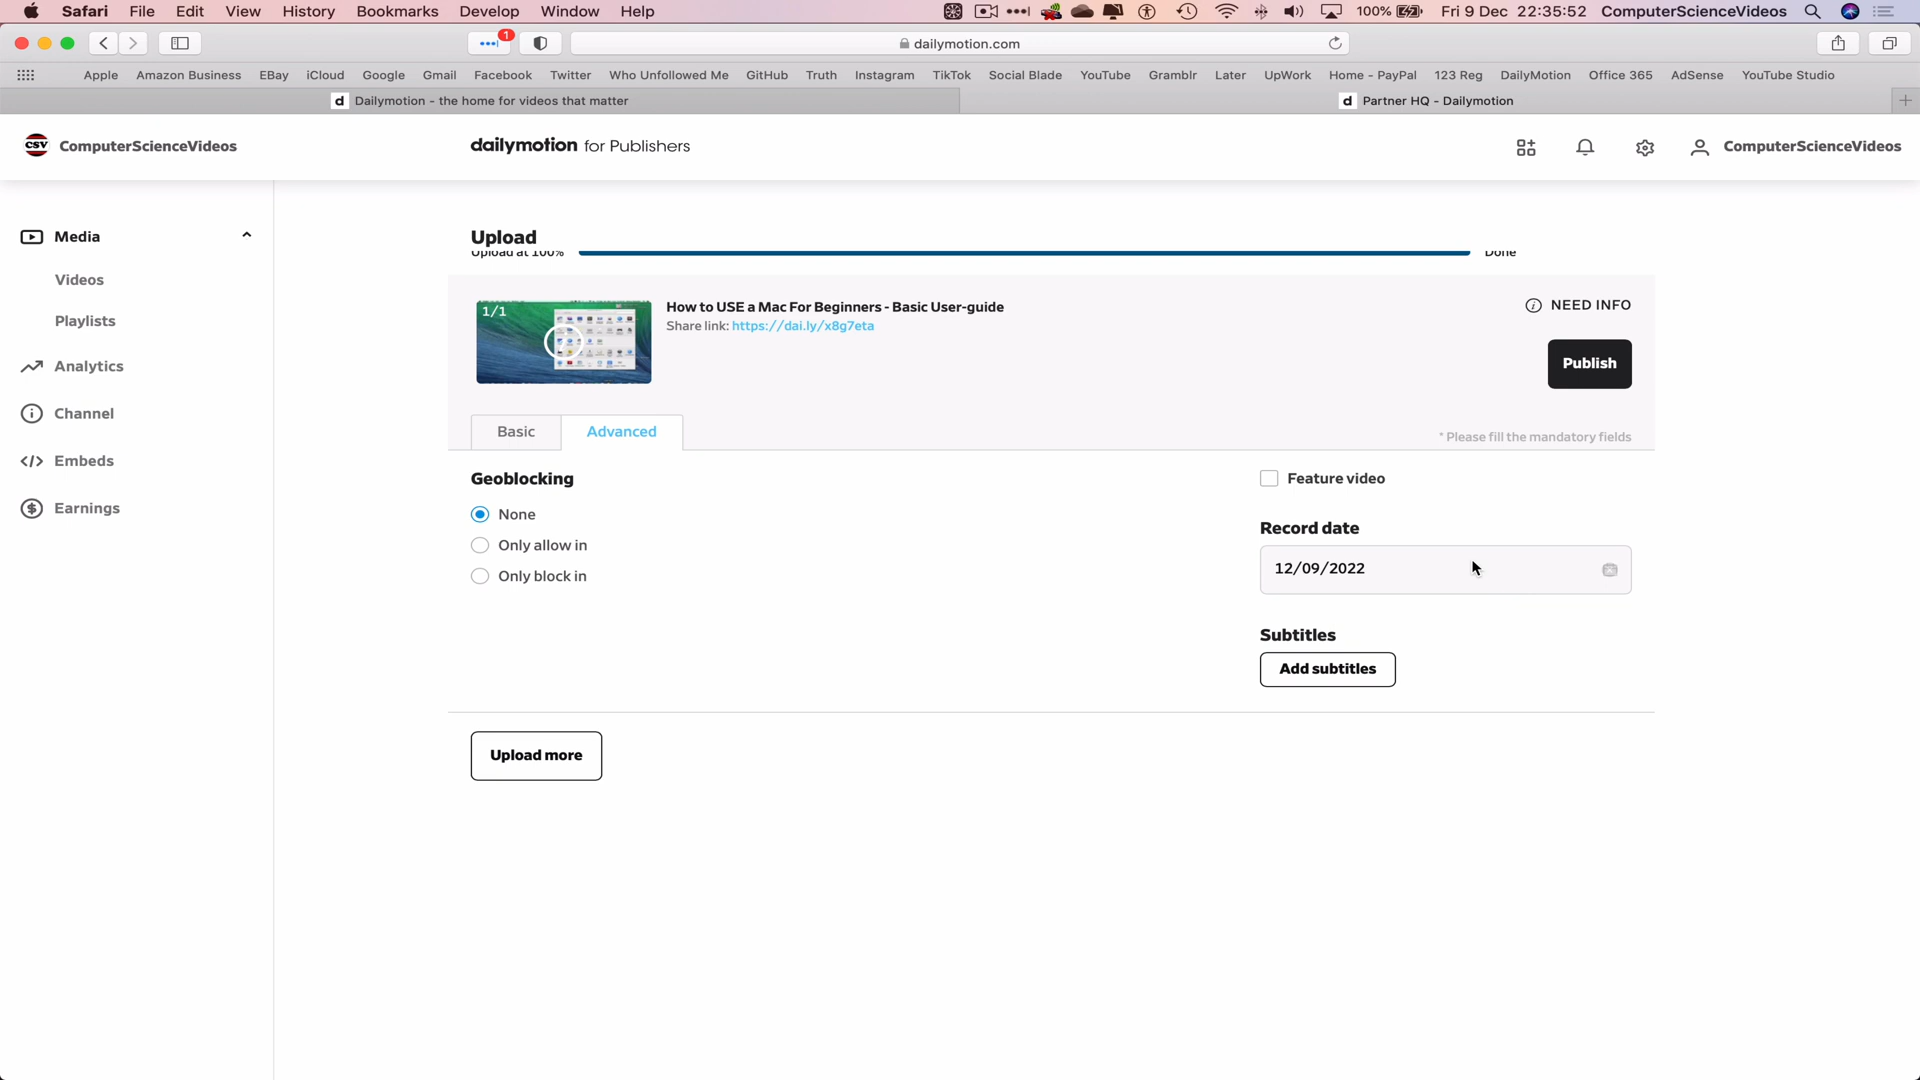 Safari File Edit View History Bookmarks Develop Window Help 100% Fri 9 Dec 22:35:52 ComputerScienceVideos
1
dailymotion.com
Apple Amazon Business EBay iCloud Google Gmail Facebook Twitter Who Unfollowed Me GitHub Truth Instagram TikTok Social Blade YouTube Gramblr Later UpWork Home - PayPal 123 Reg DailyMotion Office 365 AdSense YouTube Studio
d Dailymotion - the home for videos that matter
d Partner HQ - Dailymotion
CSV ComputerScienceVideos
dailymotion for Publishers
ComputerScienceVideos
Media
Videos
Playlists
Analytics
Channel
Embeds
Earnings
Upload
Upload at 100% Done
1/1
How to USE a Mac For Beginners - Basic User-guide
Share link: https://dai.ly/x8g7eta
NEED INFO
Publish
Basic Advanced
* Please fill the mandatory fields
Geoblocking
None
Only allow in
Only block in
Feature video
Record date
12/09/2022
Subtitles
Add subtitles
Upload more